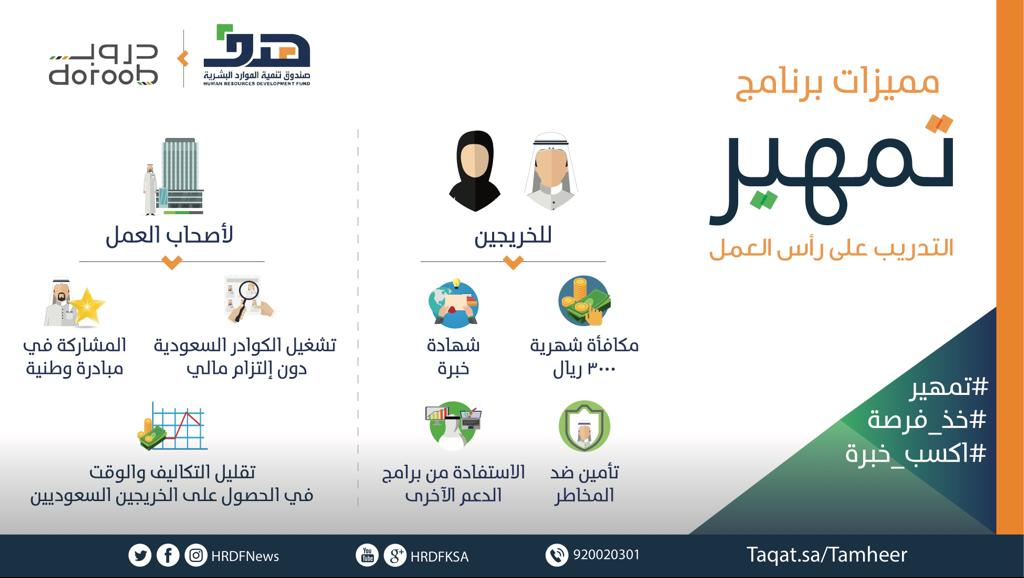 مميزات برنامج
تمهير
التدريب على رأس العمل
#تمهير
#خذ_فرصة
#اكسب_خبرة
هدف
صندوق تنمية الموارد البشرية
HUMAN RESOURCES DEVELOPMENT FUND
دروب
doroob
للخريجين
مكافأة شهرية
٣٠٠٠ ريال
شهادة
خبرة
تأمين ضد
المخاطر
الاستفادة من برامج
الدعم الآخرى
لأصحاب العمل
تشغيل الكوادر السعودية
دون إلتزام مالي
المشاركة في
مبادرة وطنية
تقليل التكاليف والوقت
في الحصول على الخريجين السعوديين
HRDFNews
You Tube g+ HRDFKSA
920020301
Taqat.sa/Tamheer